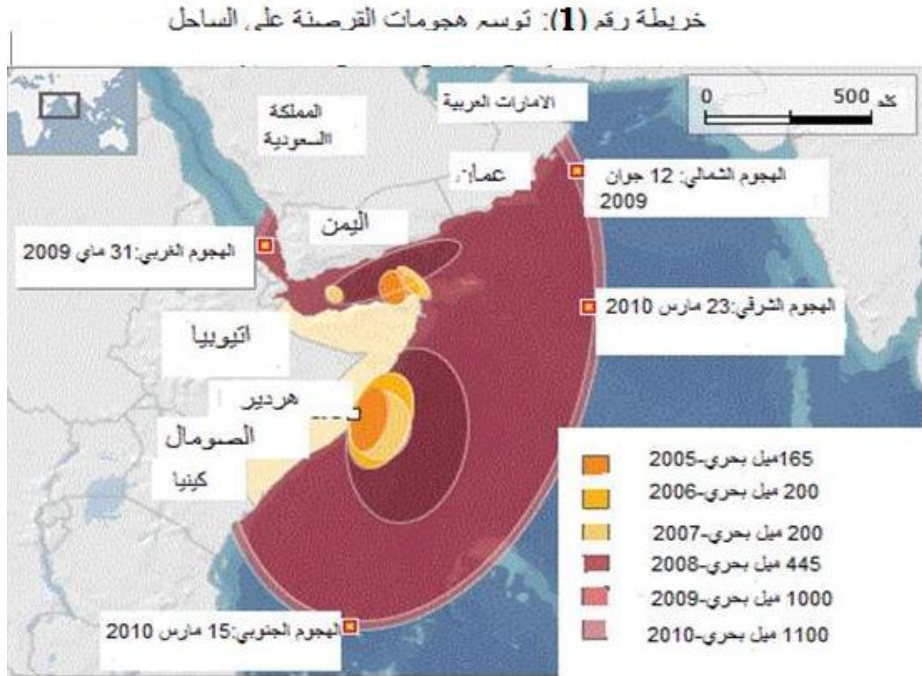 خريطة رقم (1): توسع هجومات القرصنة على الساحل
0 500 كلم
الامارات العربية
المملكة
السعودية
عمان
الهجوم الشمالي: 12 جوان
2009
اليمن
الهجوم الغربي:31 ماي 2009
الهجوم الشرقي:23 مارس 2010
اتيوبيا
هردير
الصومال
كينيا
165ميل بحري-2005
200 ميل بحري-2006
200 ميل بحري-2007
445 ميل بحري-2008
1000 ميل بحري-2009
1100 ميل بحري-2010
الهجوم الجنوبي:15 مارس 2010